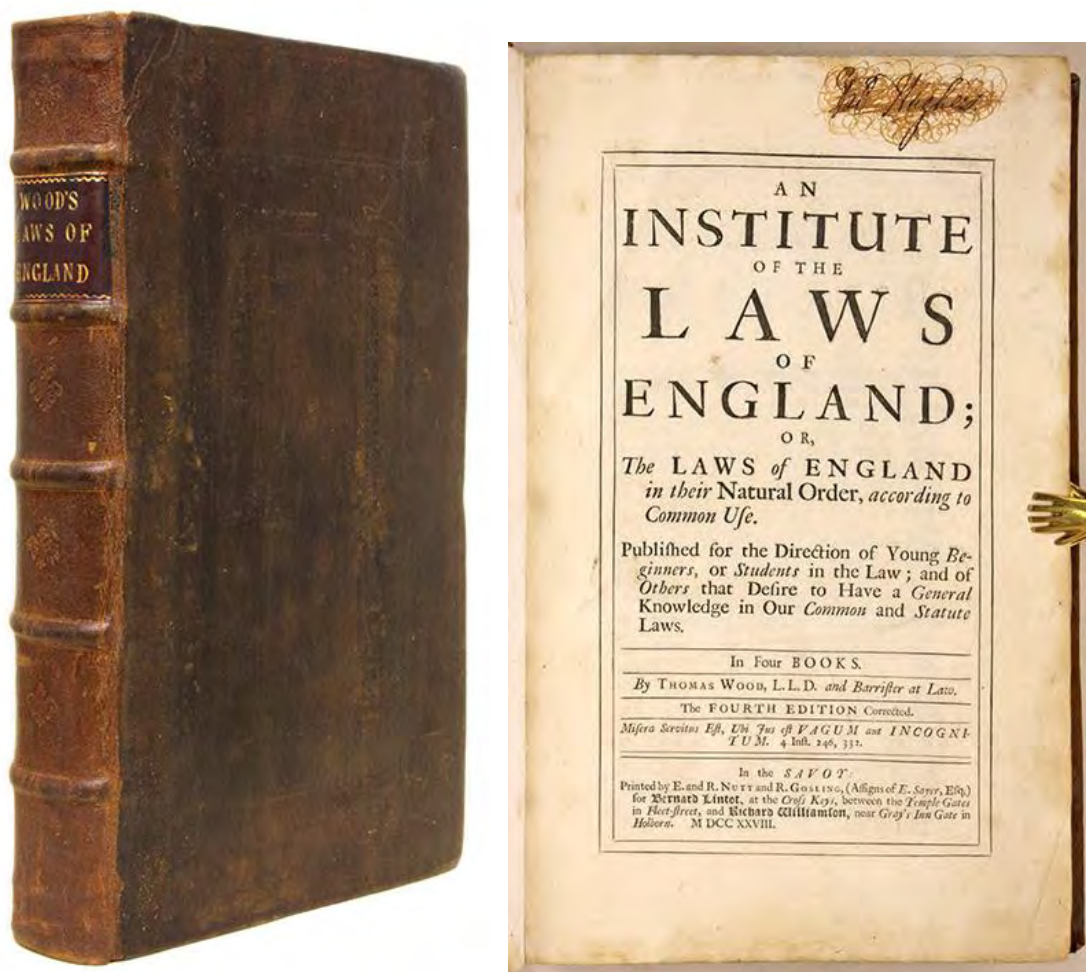 WOOD'S
LAWS OF
ENGLAND
Hughes
AN
INSTITUTE
OF THE
LAWS
OF
ENGLAND;
OR,
The LAWS of ENGLAND
in their Natural Order, according to
Common Uſe.
Publiſhed for the Direction of Young Be-
ginners, or Students in the Law; and of
Others that Deſire to Have a General
Knowledge in Our Common and Statute
Laws.
In Four BOOKS.
By THOMAS WOOD, L.L.D. and Barriſter at Law.
The FOURTH EDITION Corrected.
Miſera Servitus Eſt, Ubi Jus eſt VAGUM aut INCOGNI-
TUM. 4 Inſt. 246, 332.
In the SAVOY:
Printed by E. and R. NUTT and R. GOSLING, (Aſſigns of E. Sayer, Eſq;)
for Bernard Lintot, at the Croſs Keys, between the Temple Gates
in Fleet-ſtreet, and Richard Williamſon, near Gray's Inn Gate in
Holborn. M DCC XXVIII.